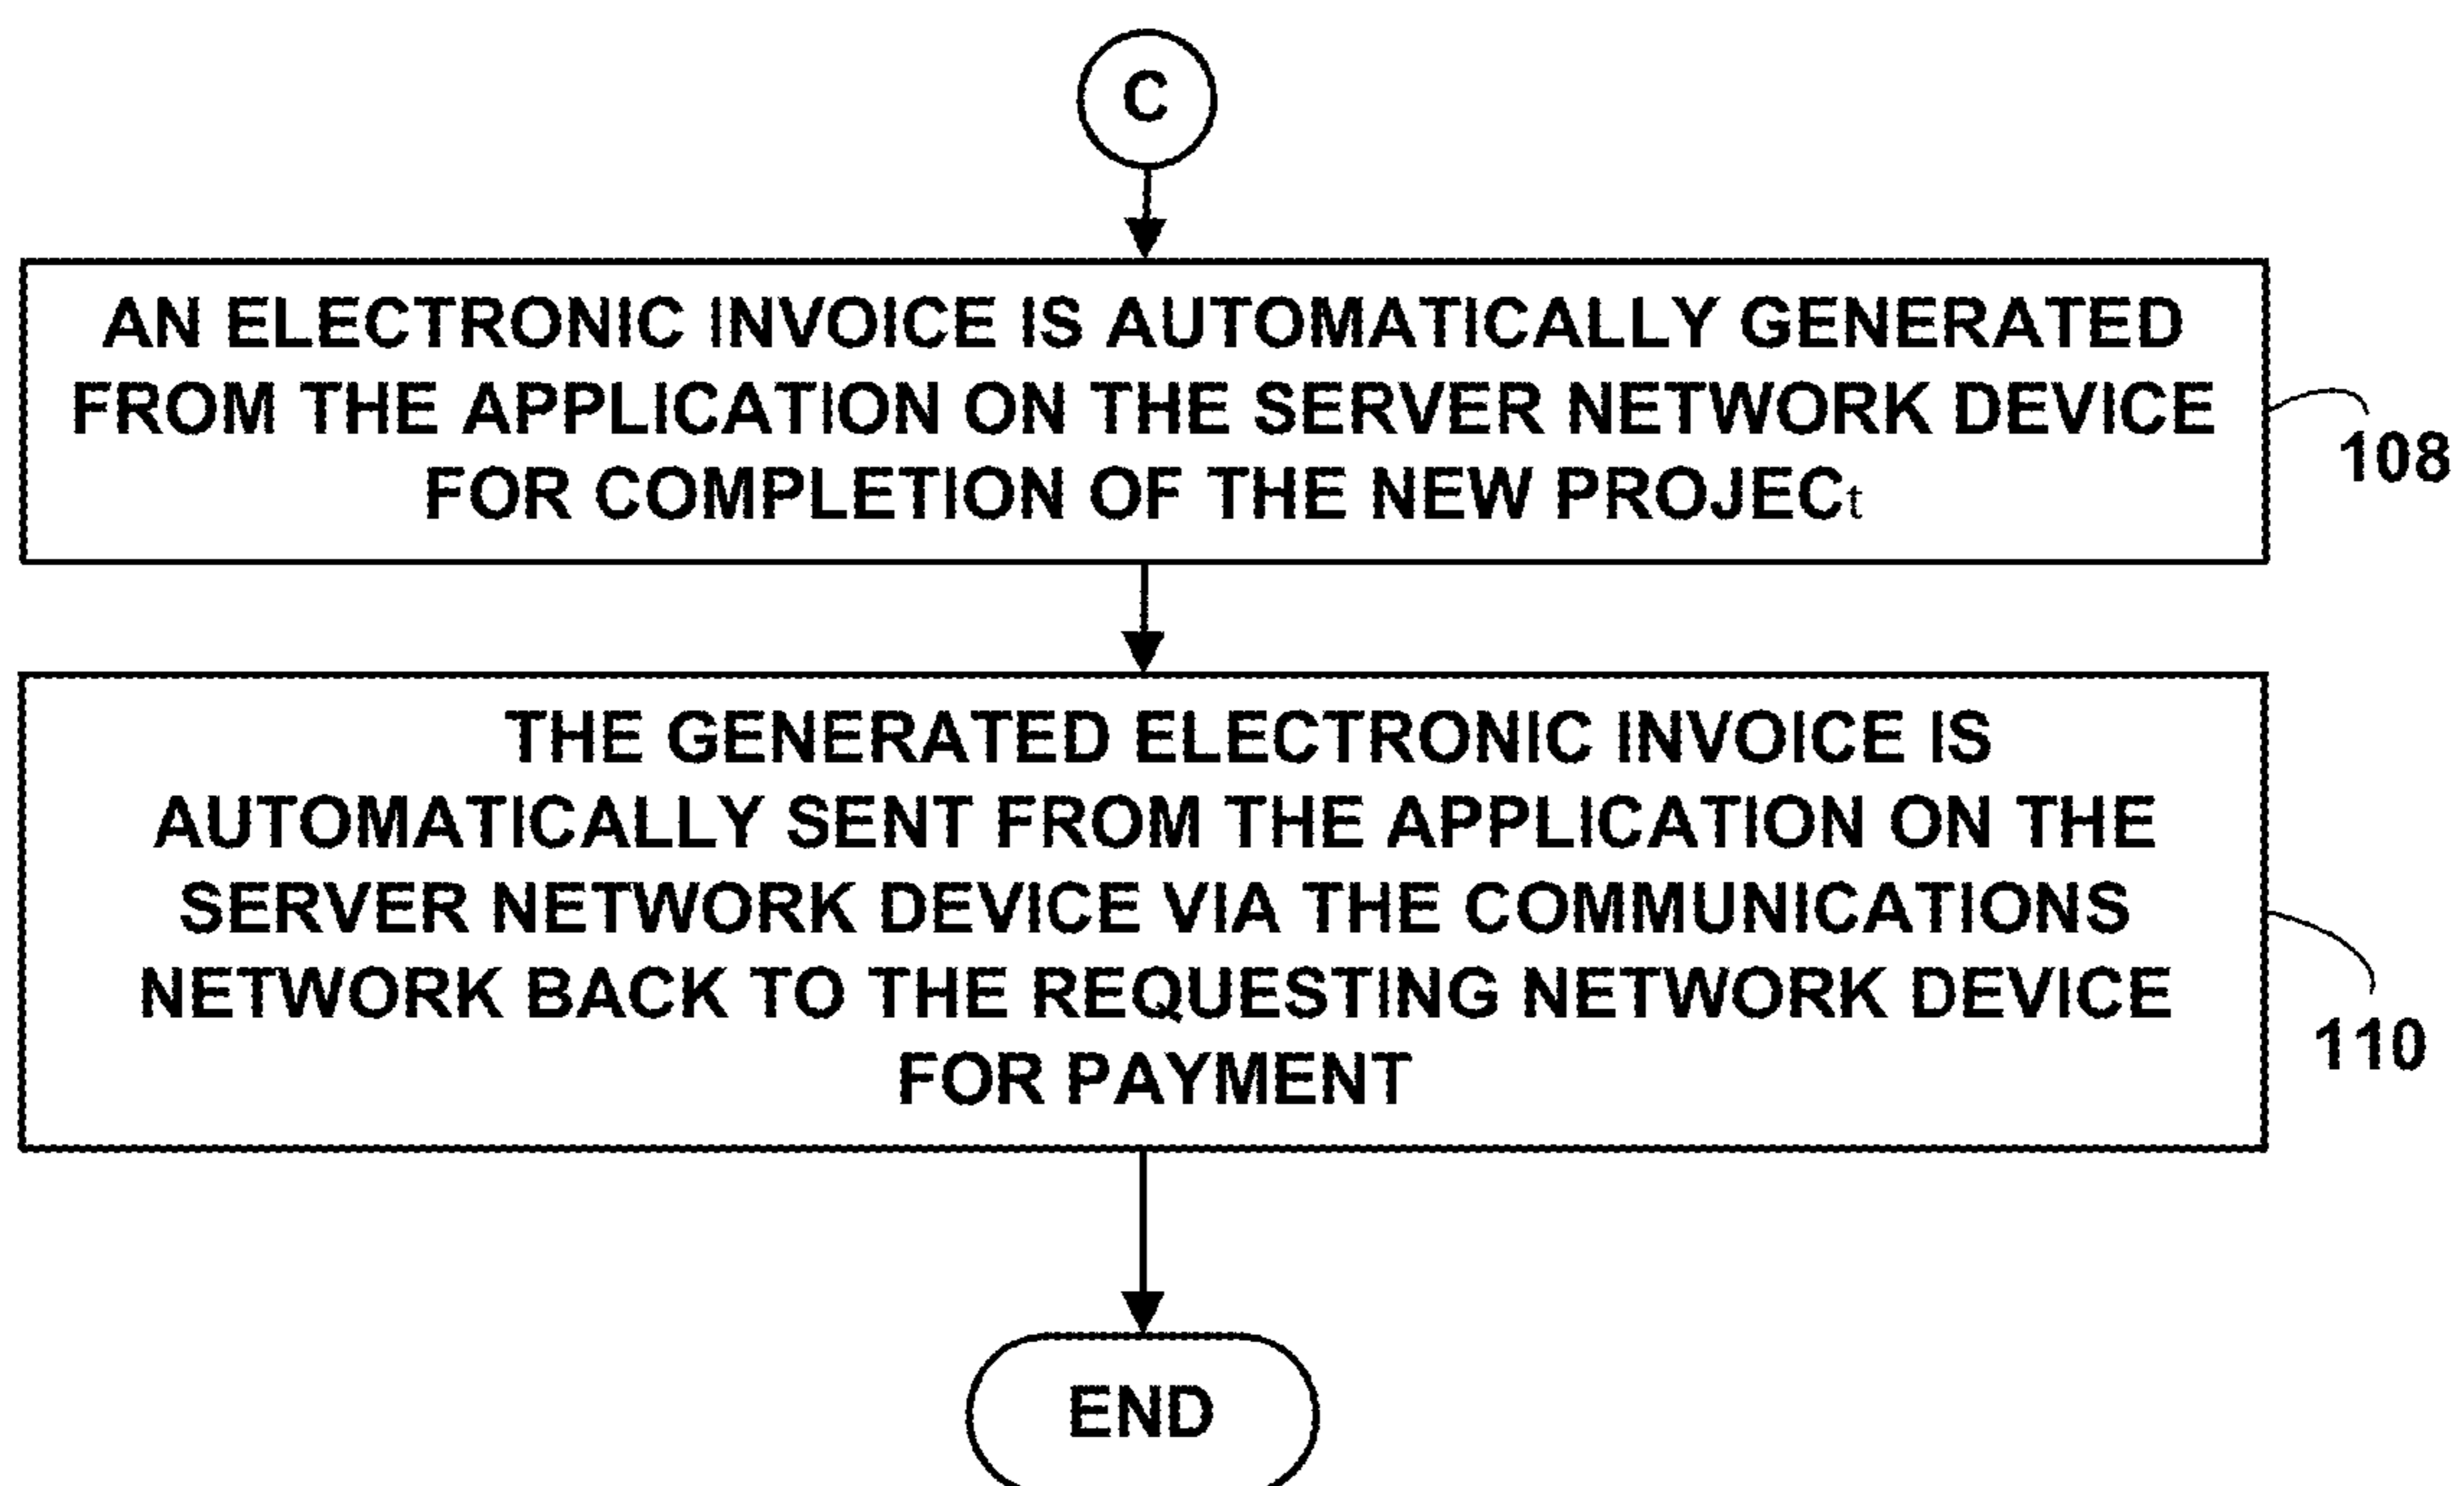 C
AN ELECTRONIC INVOICE IS AUTOMATICALLY GENERATED
FROM THE APPLICATION ON THE SERVER NETWORK DEVICE
FOR COMPLETION OF THE NEW PROJECt
108
THE GENERATED ELECTRONIC INVOICE IS
AUTOMATICALLY SENT FROM THE APPLICATION ON THE
SERVER NETWORK DEVICE VIA THE COMMUNICATIONS
NETWORK BACK TO THE REQUESTING NETWORK DEVICE
FOR PAYMENT
110
END